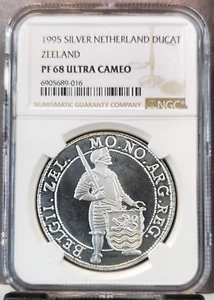 1995 SILVER NETHERLAND DUCAT
ZEELAND
PF 68 ULTRA CAMEO
6905689-016
NUMISMATIC GUARANTY COMPANY
NGC
MO.NO.ARG.REG.
BELGII.ZEL.